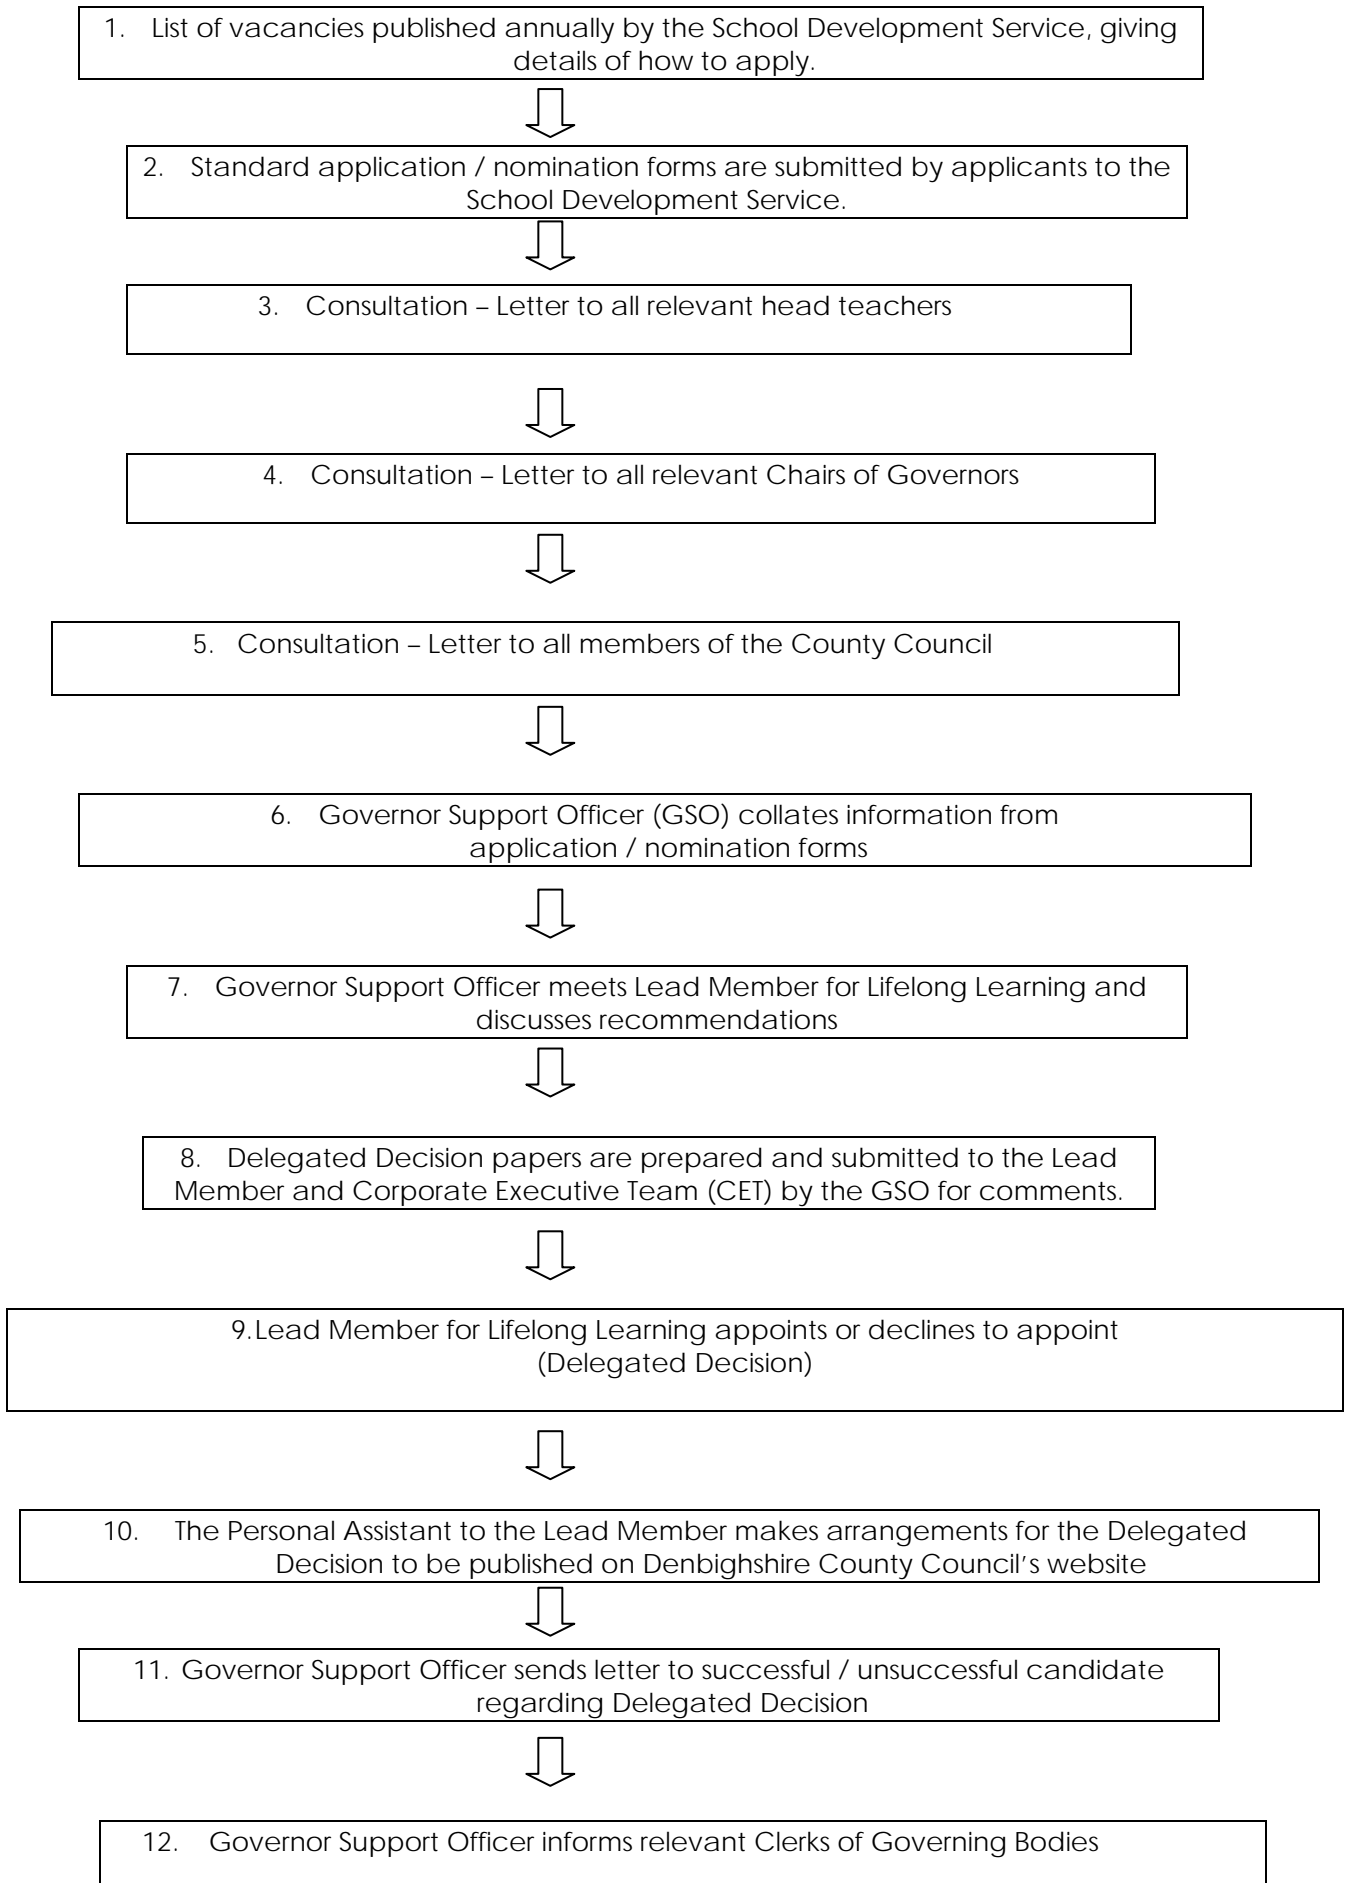 1. List of vacancies published annually by the School Development Service, giving
details of how to apply.
2. Standard application / nomination forms are submitted by applicants to the
School Development Service.
3. Consultation – Letter to all relevant head teachers
4. Consultation – Letter to all relevant Chairs of Governors
5. Consultation – Letter to all members of the County Council
6. Governor Support Officer (GSO) collates information from
application / nomination forms
7. Governor Support Officer meets Lead Member for Lifelong Learning and
discusses recommendations
8. Delegated Decision papers are prepared and submitted to the Lead
Member and Corporate Executive Team (CET) by the GSO for comments.
9. Lead Member for Lifelong Learning appoints or declines to appoint
(Delegated Decision)
10. The Personal Assistant to the Lead Member makes arrangements for the Delegated
Decision to be published on Denbighshire County Council's website
11. Governor Support Officer sends letter to successful / unsuccessful candidate
regarding Delegated Decision
12. Governor Support Officer informs relevant Clerks of Governing Bodies